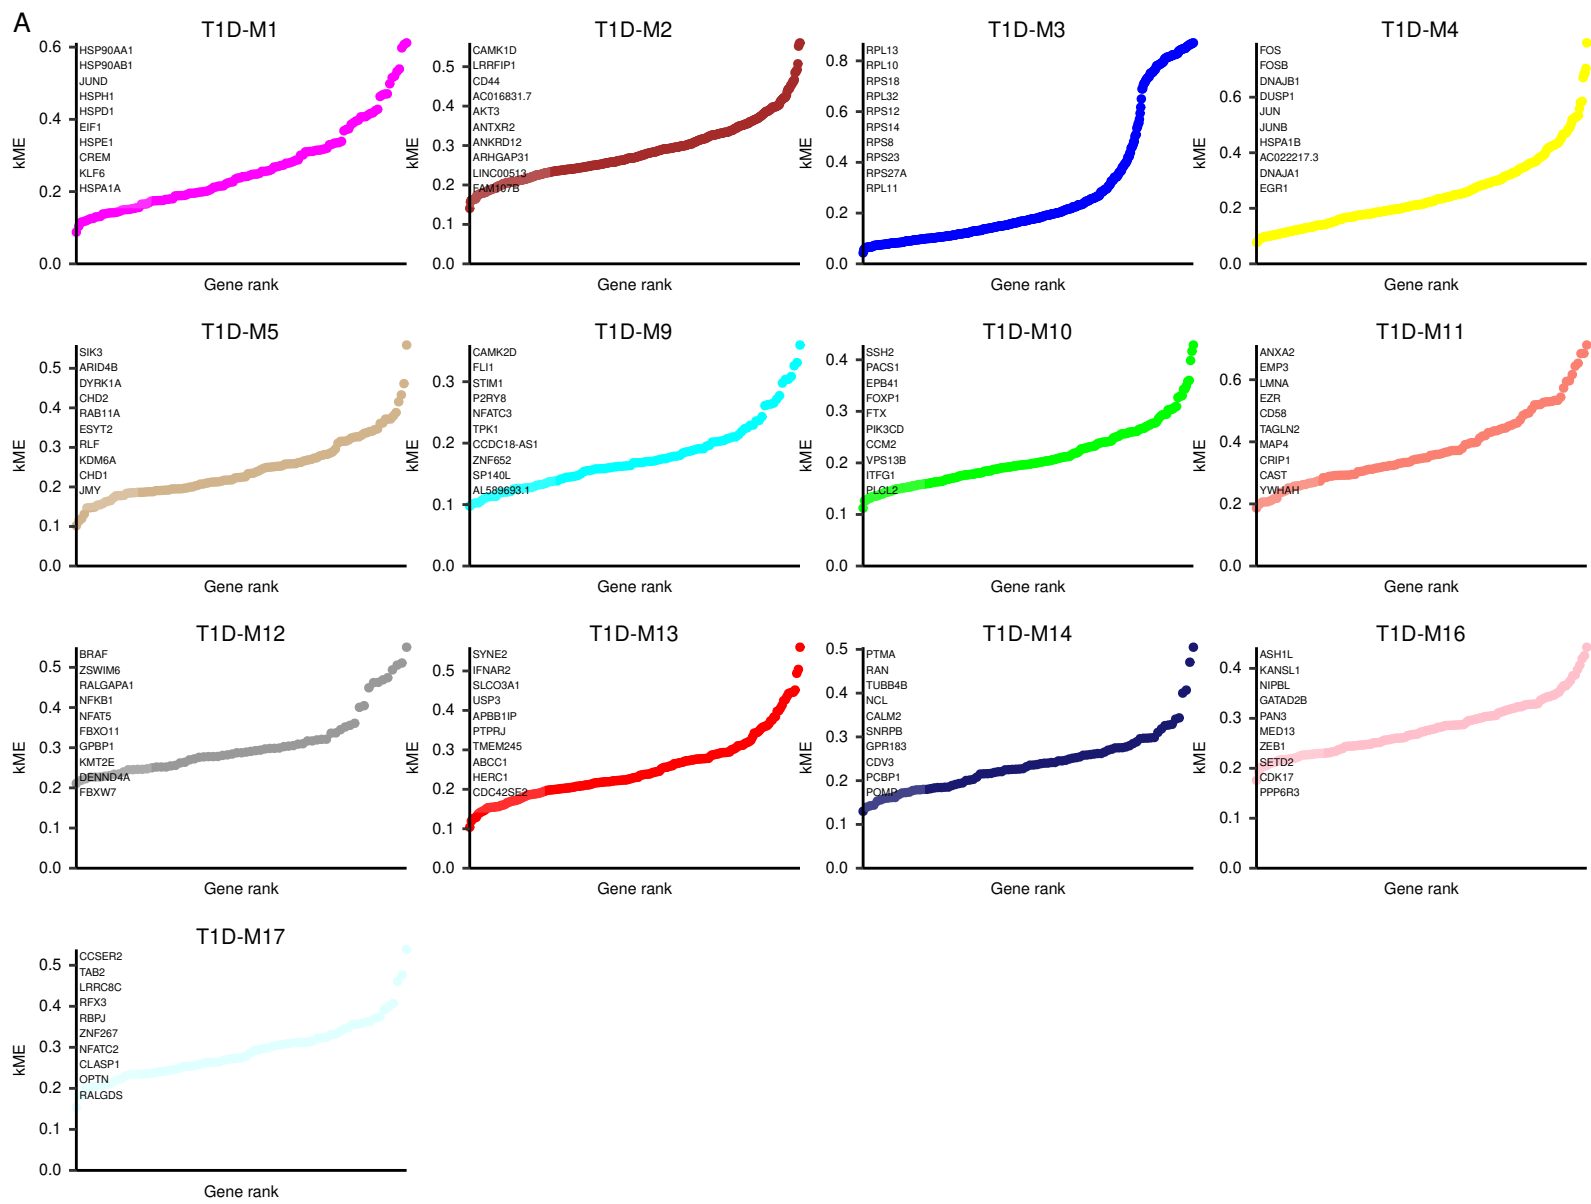 A
T1D-M1
kME
0.6
0.4
0.2
0.0
HSP90AA1
HSP90AB1
JUND
HSPH1
HSPD1
EIF1
HSPE1
CREM
KLF6
HSPA1A
Gene rank
T1D-M2
kME
0.5
0.4
0.3
0.2
0.1
0.0
CAMK1D
LRRFIP1
CD44
AC016831.7
AKT3
ANTXR2
ANKRD12
ARHGAP31
LINC00513
FAM107B
Gene rank
T1D-M3
kME
0.8
0.6
0.4
0.2
0.0
RPL13
RPL10
RPS18
RPL32
RPS12
RPS14
RPS8
RPS23
RPS27A
RPL11
Gene rank
T1D-M4
kME
0.6
0.4
0.2
0.0
FOS
FOSB
DNAJB1
DUSP1
JUN
JUNB
HSPA1B
AC022217.3
DNAJA1
EGR1
Gene rank
T1D-M5
kME
0.5
0.4
0.3
0.2
0.1
0.0
SIK3
ARID4B
DYRK1A
CHD2
RAB11A
ESYT2
RLF
KDM6A
CHD1
JMY
Gene rank
T1D-M9
kME
0.3
0.2
0.1
0.0
CAMK2D
FLI1
STIM1
P2RY8
NFATC3
TPK1
CCDC18-AS1
ZNF652
SP140L
AL589693.1
Gene rank
T1D-M10
kME
0.4
0.3
0.2
0.1
0.0
SSH2
PACS1
EPB41
FOXP1
FTX
PIK3CD
CCM2
VPS13B
ITFG1
PLCL2
Gene rank
T1D-M11
kME
0.6
0.4
0.2
0.0
ANXA2
EMP3
LMNA
EZR
CD58
TAGLN2
MAP4
CRIP1
CAST
YWHAH
Gene rank
T1D-M12
kME
0.5
0.4
0.3
0.2
0.1
0.0
BRAF
ZSWIM6
RALGAPA1
NFKB1
NFAT5
FBXO11
GPBP1
KMT2E
DENND4A
FBXW7
Gene rank
T1D-M13
kME
0.5
0.4
0.3
0.2
0.1
0.0
SYNE2
IFNAR2
SLCO3A1
USP3
APBB1IP
PTPRJ
TMEM245
ABCC1
HERC1
CDC42SE2
Gene rank
T1D-M14
kME
0.5
0.4
0.3
0.2
0.1
0.0
PTMA
RAN
TUBB4B
NCL
CALM2
SNRPB
GPR183
CDV3
PCBP1
POMP
Gene rank
T1D-M16
kME
0.4
0.3
0.2
0.1
0.0
ASH1L
KANSL1
NIPBL
GATAD2B
PAN3
MED13
ZEB1
SETD2
CDK17
PPP6R3
Gene rank
T1D-M17
kME
0.5
0.4
0.3
0.2
0.1
0.0
CCSER2
TAB2
LRRC8C
RFX3
RBPJ
ZNF267
NFATC2
CLASP1
OPTN
RALGDS
Gene rank